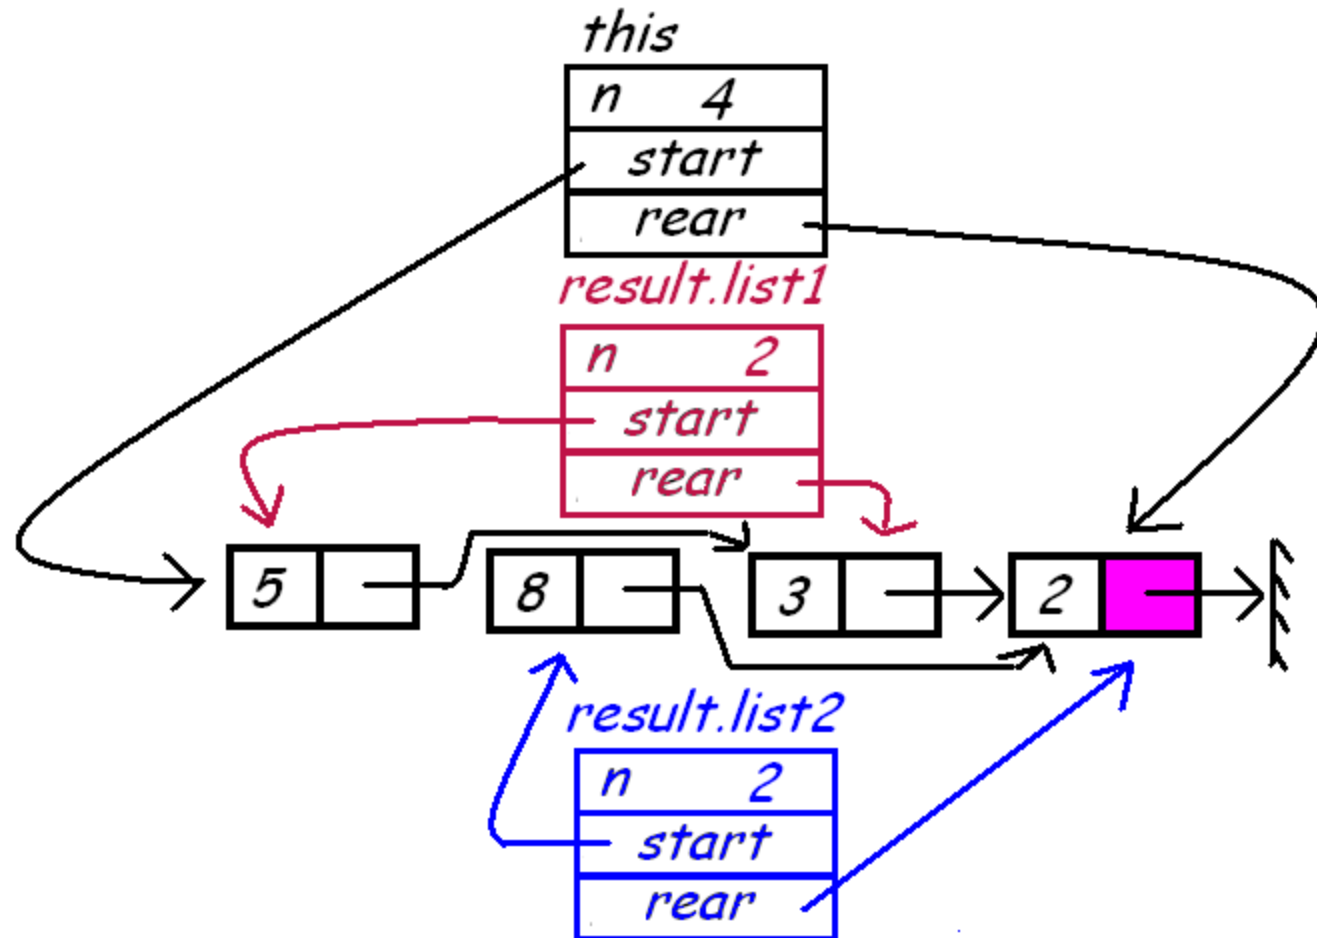 this
n 4
start
rear
result.list1
n 2
start
rear
5 8 3 2
result.list2
n 2
start
rear